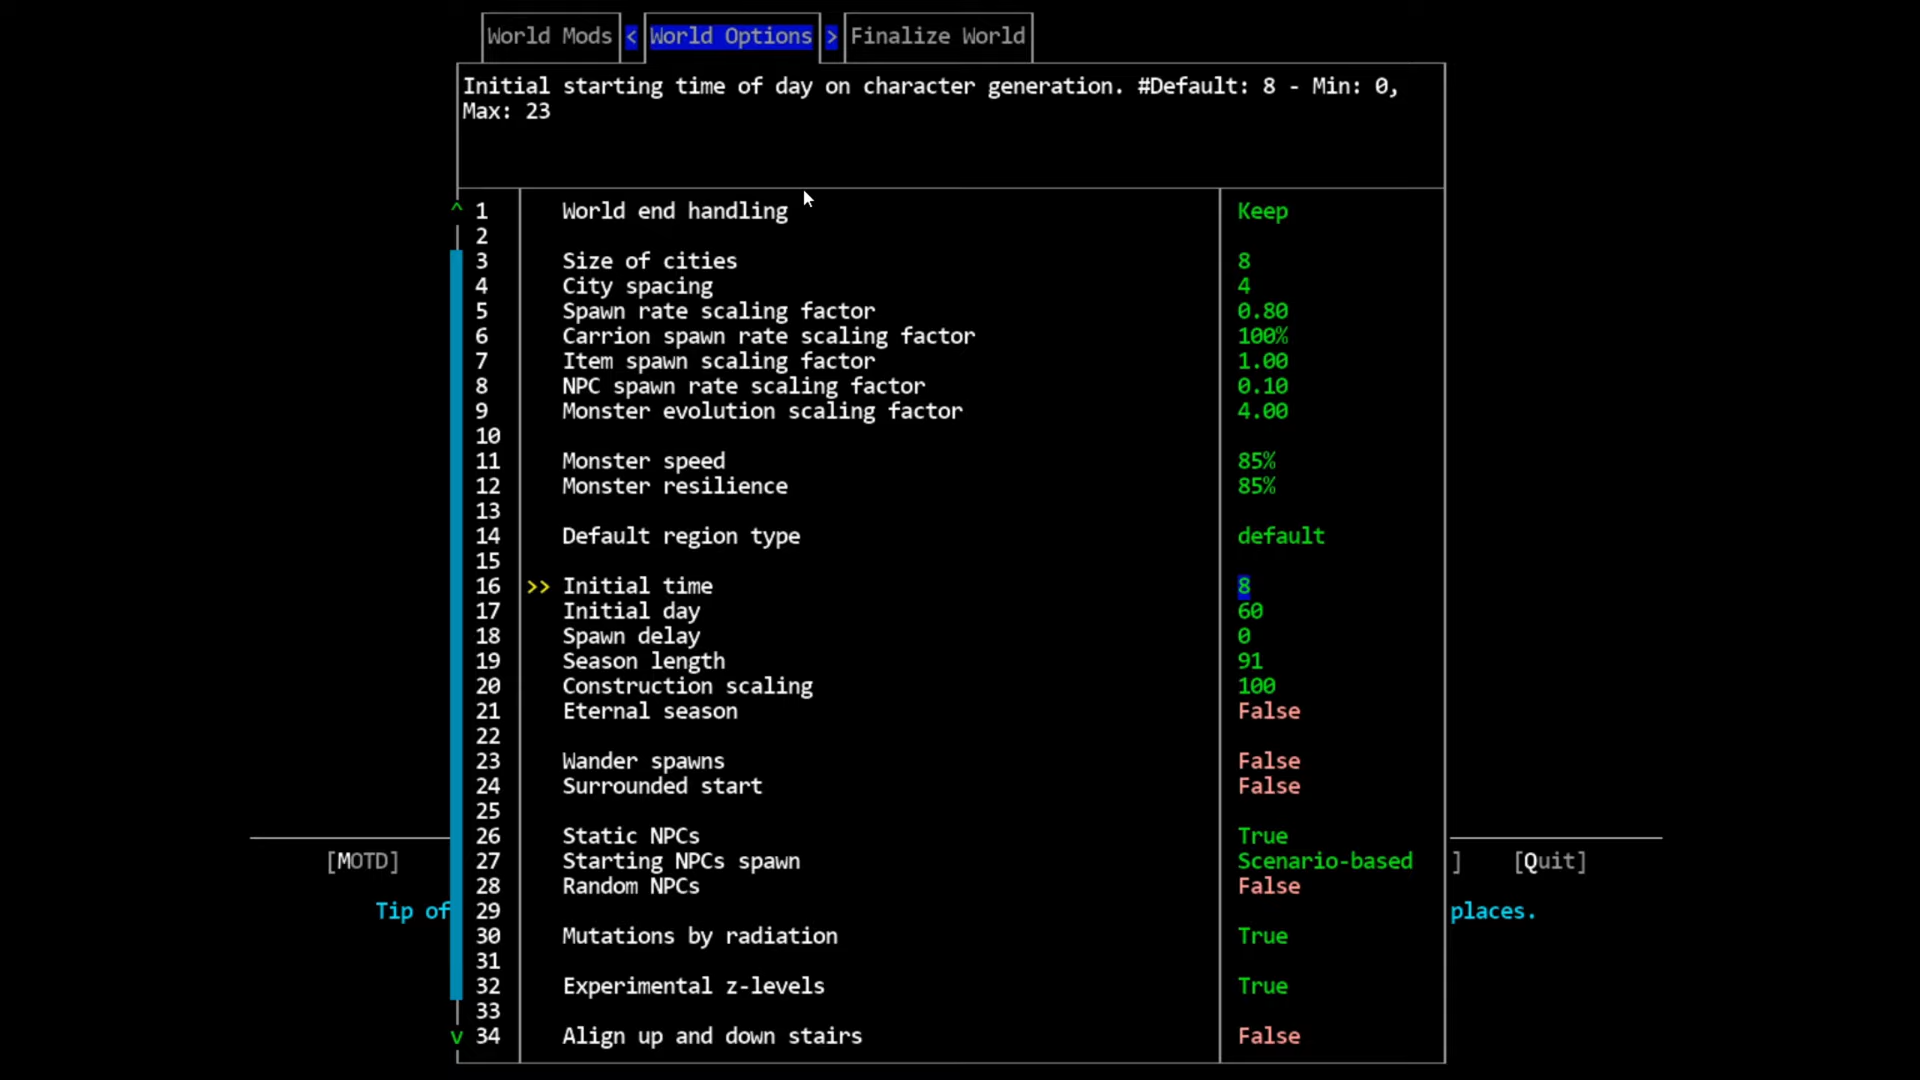 World Mods < World Options > Finalize World
Initial starting time of day on character generation. #Default: 8 - Min: 0,
Max: 23
^ 1 World end handling Keep
2
3 Size of cities 8
4 City spacing 4
5 Spawn rate scaling factor 0.80
6 Carrion spawn rate scaling factor 100%
7 Item spawn scaling factor 1.00
8 NPC spawn rate scaling factor 0.10
9 Monster evolution scaling factor 4.00
10
11 Monster speed 85%
12 Monster resilience 85%
13
14 Default region type default
15
16 >> Initial time 8
17 Initial day 60
18 Spawn delay 0
19 Season length 91
20 Construction scaling 100
21 Eternal season False
22
23 Wander spawns False
24 Surrounded start False
25
26 Static NPCs True
[MOTD] 27 Starting NPCs spawn Scenario-based ] [Quit]
28 Random NPCs False
Tip of 29 places.
30 Mutations by radiation True
31
32 Experimental z-levels True
33
v 34 Align up and down stairs False